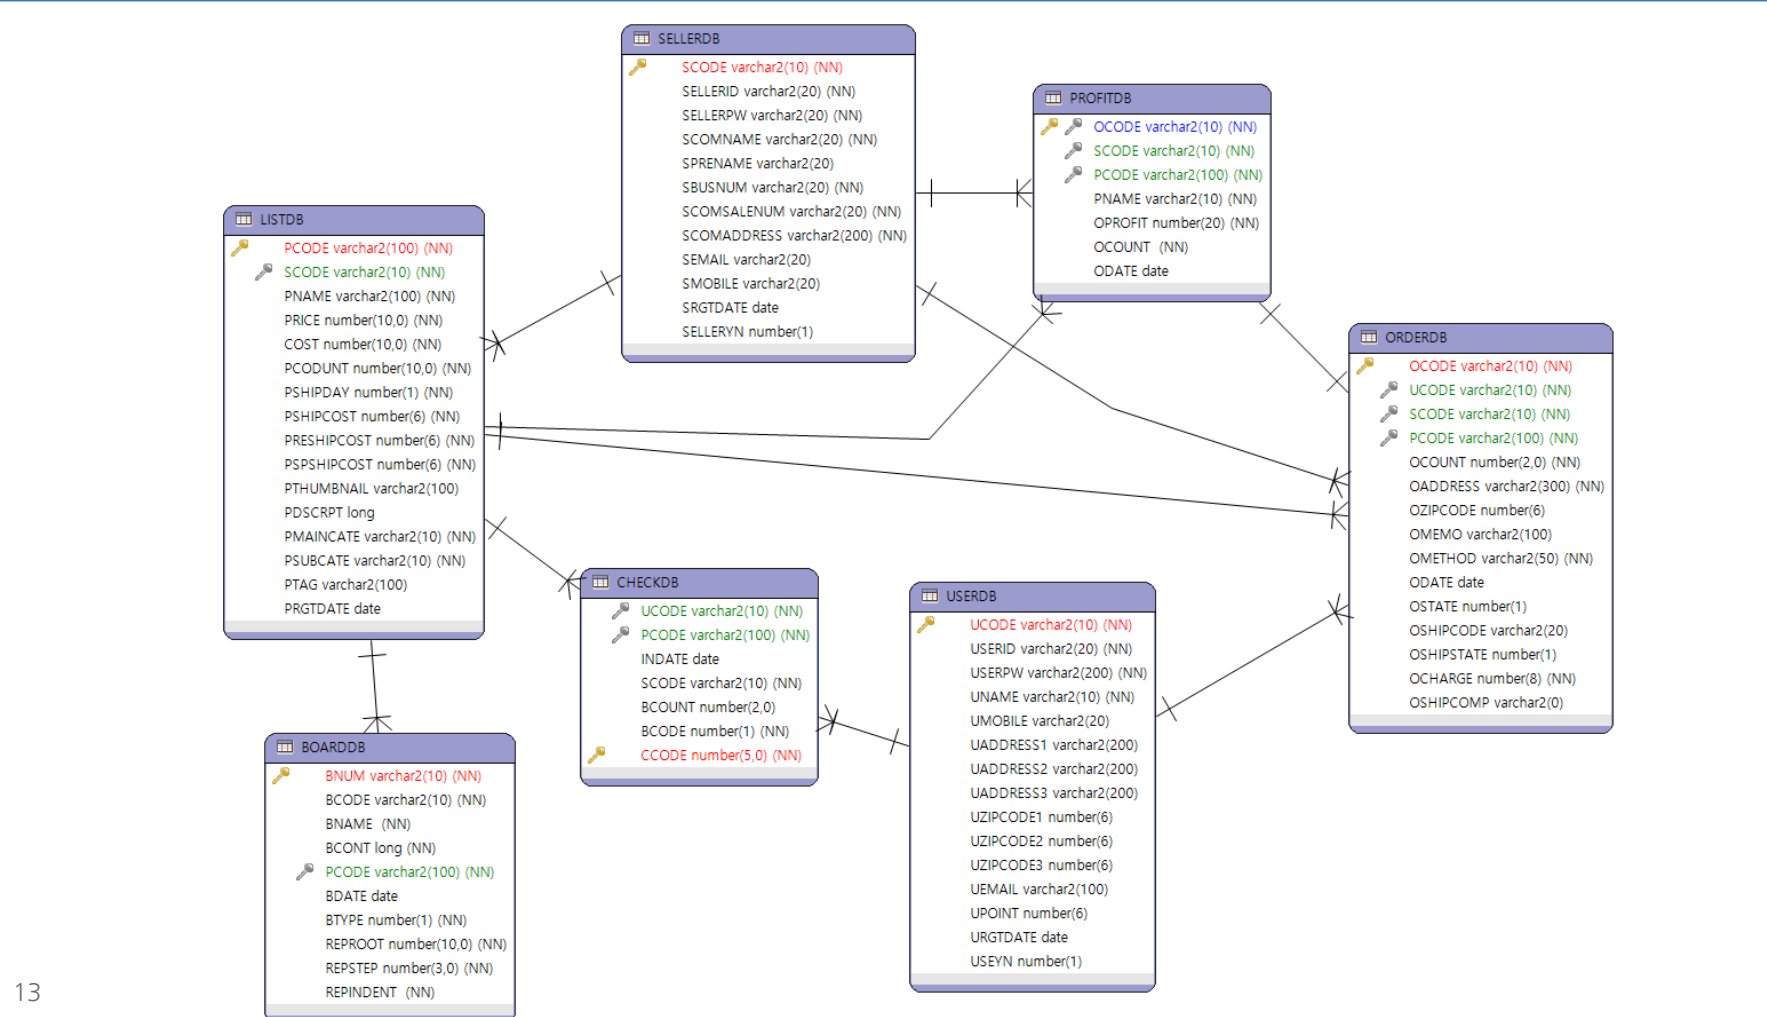 SELLERDB
SCODE varchar2(10) (NN)
SELLERID varchar2(20) (NN)
SELLERPW varchar2(20) (NN)
SCOMNAME varchar2(20) (NN)
SPRENAME varchar2(20)
SBUSNUM varchar2(20) (NN)
SCOMSALENUM varchar2(20) (NN)
SCOMADDRESS varchar2(200) (NN)
SEMAIL varchar2(20)
SMOBILE varchar2(20)
SRGTDATE date
SELLERYN number(1)
PROFITDB
OCODE varchar2(10) (NN)
SCODE varchar2(10) (NN)
PCODE varchar2(100) (NN)
PNAME varchar2(10) (NN)
OPROFIT number(20) (NN)
OCOUNT (NN)
ODATE date
LISTDB
PCODE varchar2(100) (NN)
SCODE varchar2(10) (NN)
PNAME varchar2(100) (NN)
PRICE number(10,0) (NN)
COST number(10,0) (NN)
PCODUNT number(10,0) (NN)
PSHIPDAY number(1) (NN)
PSHIPCOST number(6) (NN)
PRESHIPCOST number(6) (NN)
PSPSHIPCOST number(6) (NN)
PTHUMBNAIL varchar2(100)
PDSCRPT long
PMAINCATE varchar2(10) (NN)
PSUBCATE varchar2(10) (NN)
PTAG varchar2(100)
PRGTDATE date
ORDERDB
OCODE varchar2(10) (NN)
UCODE varchar2(10) (NN)
SCODE varchar2(10) (NN)
PCODE varchar2(100) (NN)
OCOUNT number(2,0) (NN)
OADDRESS varchar2(300) (NN)
OZIPCODE number(6)
OMEMO varchar2(100)
OMETHOD varchar2(50) (NN)
ODATE date
OSTATE number(1)
OSHIPCODE varchar2(20)
OSHIPSTATE number(1)
OCHARGE number(8) (NN)
OSHIPCOMP varchar2(0)
CHECKDB
UCODE varchar2(10) (NN)
PCODE varchar2(100) (NN)
INDATE date
SCODE varchar2(10) (NN)
BCOUNT number(2,0)
BCODE number(1) (NN)
CCODE number(5,0) (NN)
USERDB
UCODE varchar2(10) (NN)
USERID varchar2(20) (NN)
USERPW varchar2(200) (NN)
UNAME varchar2(10) (NN)
UMOBILE varchar2(20)
UADDRESS1 varchar2(200)
UADDRESS2 varchar2(200)
UADDRESS3 varchar2(200)
UZIPCODE1 number(6)
UZIPCODE2 number(6)
UZIPCODE3 number(6)
UEMAIL varchar2(100)
UPOINT number(6)
URGTDATE date
USEYN number(1)
BOARDDB
BNUM varchar2(10) (NN)
BCODE varchar2(10) (NN)
BNAME (NN)
BCONT long (NN)
PCODE varchar2(100) (NN)
BDATE date
BTYPE number(1) (NN)
REPROOT number(10,0) (NN)
REPSTEP number(3,0) (NN)
REPINDENT (NN)
13